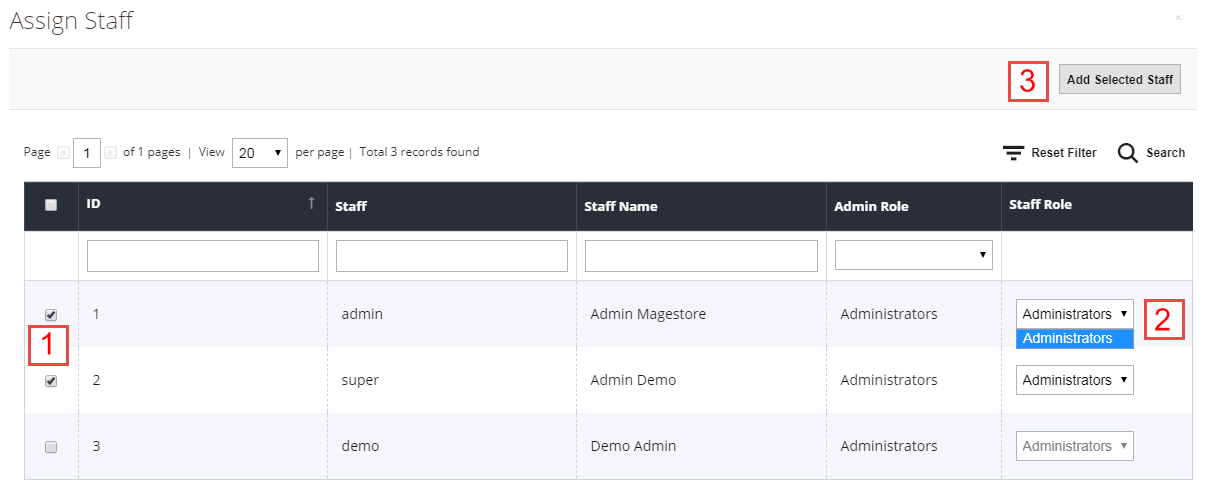 Assign Staff
×
3 Add Selected Staff
Page 1 of 1 pages | View 20 per page | Total 3 records found Reset Filter Search
ID Staff Staff Name Admin Role Staff Role
1 admin Admin Magestore Administrators Administrators 2
Administrators
1
2 super Admin Demo Administrators Administrators
3 demo Demo Admin Administrators Administrators